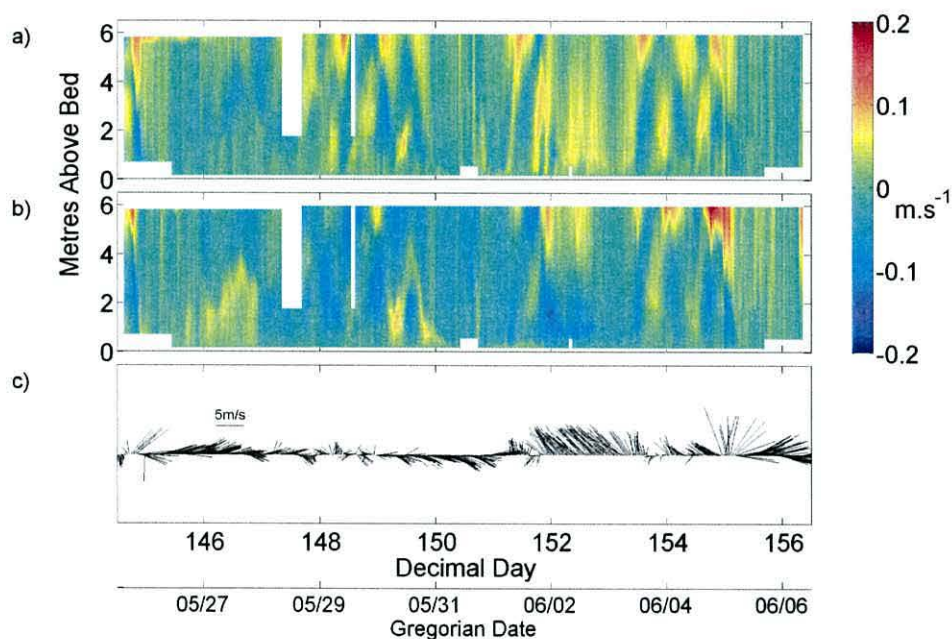 a)
6
4
2
0
b)
6
4
2
0
Metres Above Bed
0.2
0.1
0
-0.1
-0.2
m.s⁻¹
c)
5m/s
146 148 150 152 154 156
Decimal Day
05/27 05/29 05/31 06/02 06/04 06/06
Gregorian Date